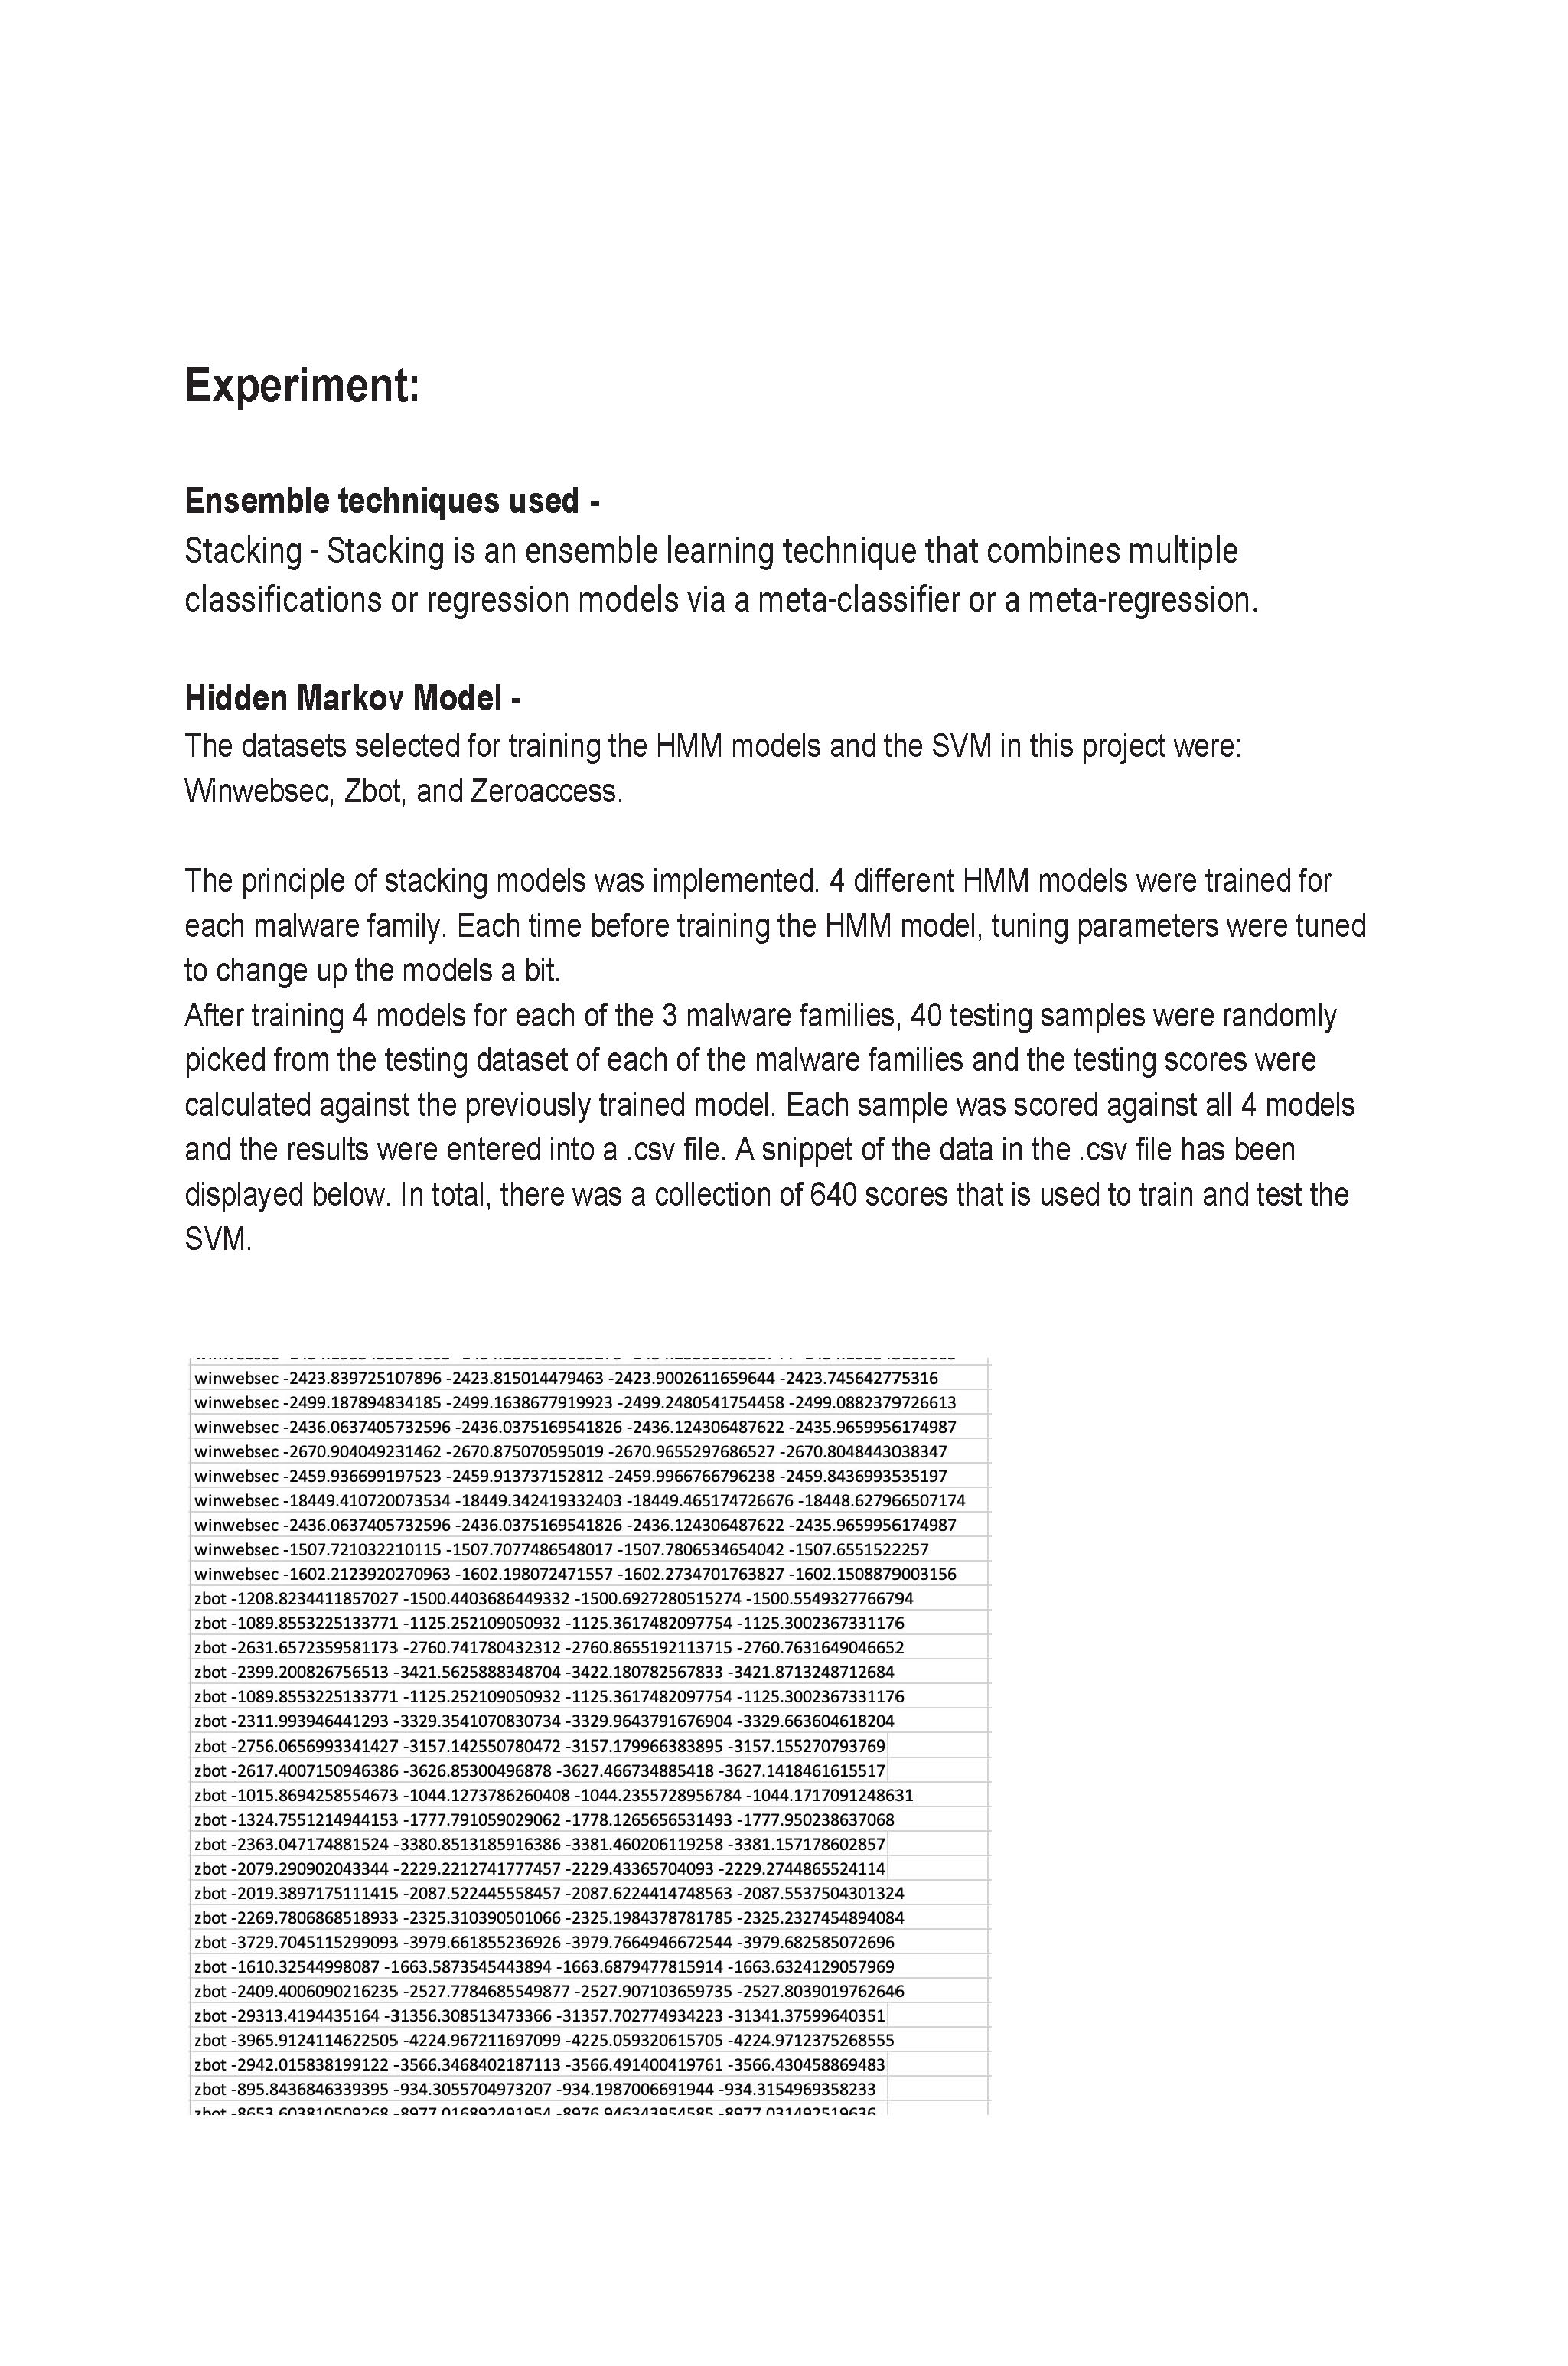 Experiment:
Ensemble techniques used -
Stacking - Stacking is an ensemble learning technique that combines multiple
classifications or regression models via a meta-classifier or a meta-regression.
Hidden Markov Model -
The datasets selected for training the HMM models and the SVM in this project were:
Winwebsec, Zbot, and Zeroaccess.
The principle of stacking models was implemented. 4 different HMM models were trained for
each malware family. Each time before training the HMM model, tuning parameters were tuned
to change up the models a bit.
After training 4 models for each of the 3 malware families, 40 testing samples were randomly
picked from the testing dataset of each of the malware families and the testing scores were
calculated against the previously trained model. Each sample was scored against all 4 models
and the results were entered into a .csv file. A snippet of the data in the .csv file has been
displayed below. In total, there was a collection of 640 scores that is used to train and test the
SVM.
winwebsec -2423.839725107896 -2423.815014479463 -2423.9002611659644 -2423.745642775316
winwebsec -2499.187894834185 -2499.1638677919923 -2499.2480541754458 -2499.0882379726613
winwebsec -2436.0637405732596 -2436.0375169541826 -2436.124306487622 -2435.9659956174987
winwebsec -2670.904049231462 -2670.875070595019 -2670.9655297686527 -2670.8048443038347
winwebsec -2459.936699197523 -2459.913737152812 -2459.9966766796238 -2459.8436993535197
winwebsec -18449.410720073534 -18449.342419332403 -18449.465174726676 -18448.627966507174
winwebsec -2436.0637405732596 -2436.0375169541826 -2436.124306487622 -2435.9659956174987
winwebsec -1507.721032210115 -1507.7077486548017 -1507.7806534654042 -1507.6551522257
winwebsec -1602.2123920270963 -1602.198072471557 -1602.2734701763827 -1602.1508879003156
zbot -1208.8234411857027 -1500.4403686449332 -1500.6927280515274 -1500.5549327766794
zbot -1089.8553225133771 -1125.252109050932 -1125.3617482097754 -1125.3002367331176
zbot -2631.6572359581173 -2760.741780432312 -2760.8655192113715 -2760.7631649046652
zbot -2399.200826756513 -3421.5625888348704 -3422.180782567833 -3421.8713248712684
zbot -1089.8553225133771 -1125.252109050932 -1125.3617482097754 -1125.3002367331176
zbot -2311.993946441293 -3329.3541070830734 -3329.9643791676904 -3329.663604618204
zbot -2756.0656993341427 -3157.142550780472 -3157.179966383895 -3157.155270793769
zbot -2617.4007150946386 -3626.85300496878 -3627.466734885418 -3627.1418461615517
zbot -1015.8694258554673 -1044.1273786260408 -1044.2355728956784 -1044.1717091248631
zbot -1324.7551214944153 -1777.791059029062 -1778.1265656531493 -1777.950238637068
zbot -2363.047174881524 -3380.8513185916386 -3381.460206119258 -3381.157178602857
zbot -2079.290902043344 -2229.2212741777457 -2229.43365704093 -2229.2744865524114
zbot -2019.3897175111415 -2087.522445558457 -2087.6224414748563 -2087.5537504301324
zbot -2269.7806868518933 -2325.310390501066 -2325.1984378781785 -2325.2327454894084
zbot -3729.7045115299093 -3979.661855236926 -3979.7664946672544 -3979.682585072696
zbot -1610.32544998087 -1663.5873545443894 -1663.6879477815914 -1663.6324129057969
zbot -2409.4006090216235 -2527.7784685549877 -2527.907103659735 -2527.8039019762646
zbot -29313.4194435164 -31356.308513473366 -31357.702774934223 -31341.37599640351
zbot -3965.9124114622505 -4224.967211697099 -4225.059320615705 -4224.9712375268555
zbot -2942.015838199122 -3566.3468402187113 -3566.491400419761 -3566.430458869483
zbot -895.8436846339395 -934.3055704973207 -934.1987006691944 -934.3154969358233
zbot -8653.603810509268 -8977.016892491954 -8976.946343954585 -8977.031492519636